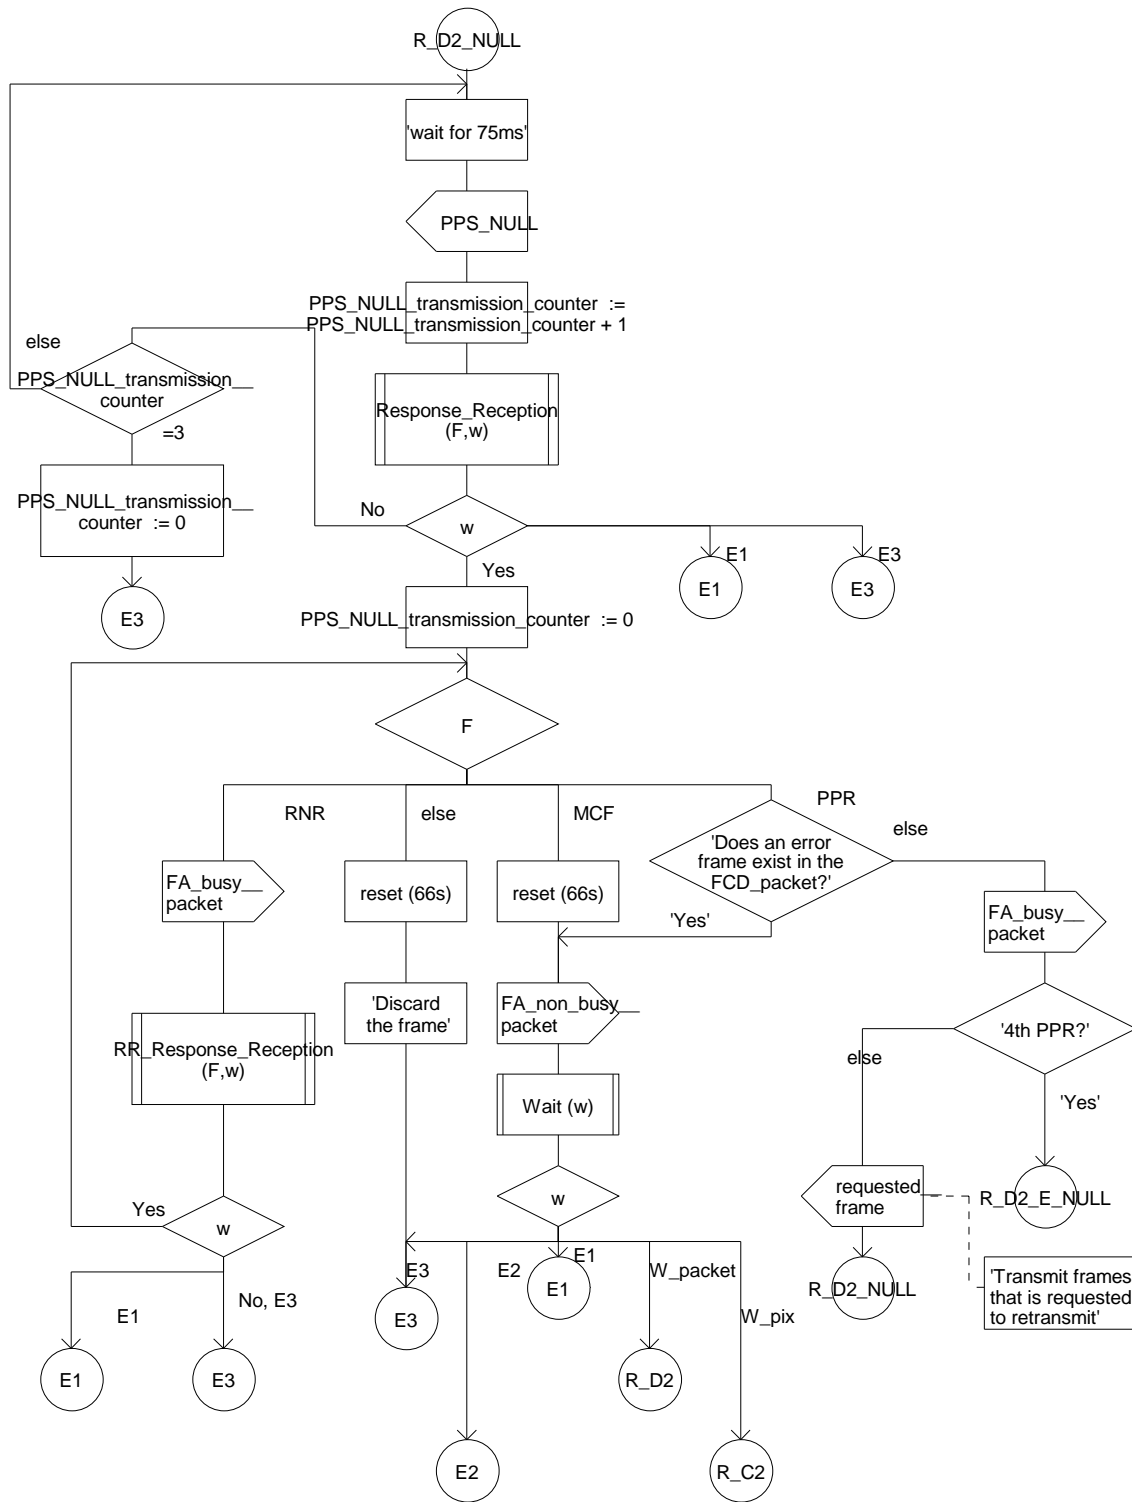 R_D2_NULL
'wait for 75ms'
PPS_NULL
PPS_NULL_transmission_counter :=
PPS_NULL_transmission_counter + 1
else
PPS_NULL_transmission__
counter
=3
Response_Reception
(F,w)
PPS_NULL_transmission__
counter := 0
No
w
Yes
E1
E3
E1
E3
E3
PPS_NULL_transmission_counter := 0
F
RNR
else
MCF
PPR
else
'Does an error
frame exist in the
FCD_packet?'
'Yes'
FA_busy__
packet
reset (66s)
reset (66s)
FA_busy__
packet
'Discard
the frame'
FA_non_busy__
packet
'4th PPR?'
else
'Yes'
RR_Response_Reception
(F,w)
Wait (w)
requested
frame
R_D2_E_NULL
Yes
w
w
E3
E2
E1
W_packet
W_pix
E1
No, E3
E3
E1
R_D2_NULL
'Transmit frames
that is requested
to retransmit'
E1
E3
R_D2
E2
R_C2